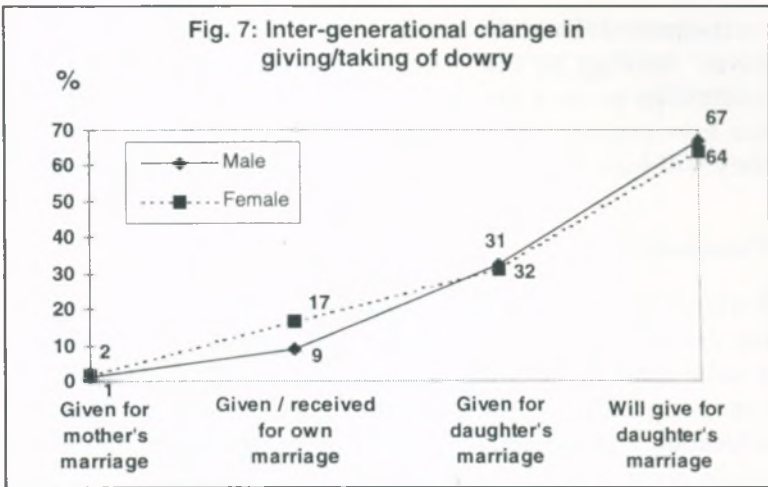 Fig. 7: Inter-generational change in
giving/taking of dowry
%
70
60
50
40
30
20
10
0
Male
Female
2
1
17
9
31
32
67
64
Given for
mother's
marriage
Given / received
for own
marriage
Given for
daughter's
marriage
Will give for
daughter's
marriage